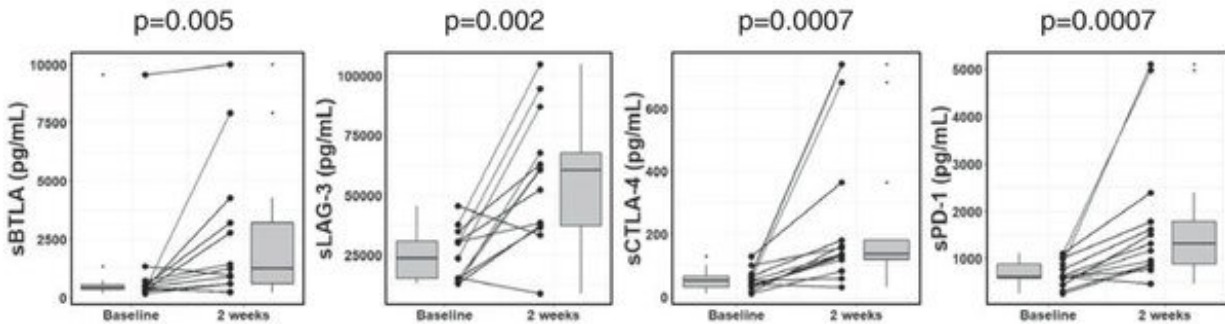 p=0.005
p=0.002
p=0.0007
p=0.0007
sBTLA (pg/mL)
10000
7500
5000
2500
0
Baseline
2 weeks
sLAG-3 (pg/mL)
100000
75000
50000
25000
Baseline
2 weeks
sCTLA-4 (pg/mL)
600
400
200
0
Baseline
2 weeks
sPD-1 (pg/mL)
5000
4000
3000
2000
1000
Baseline
2 weeks